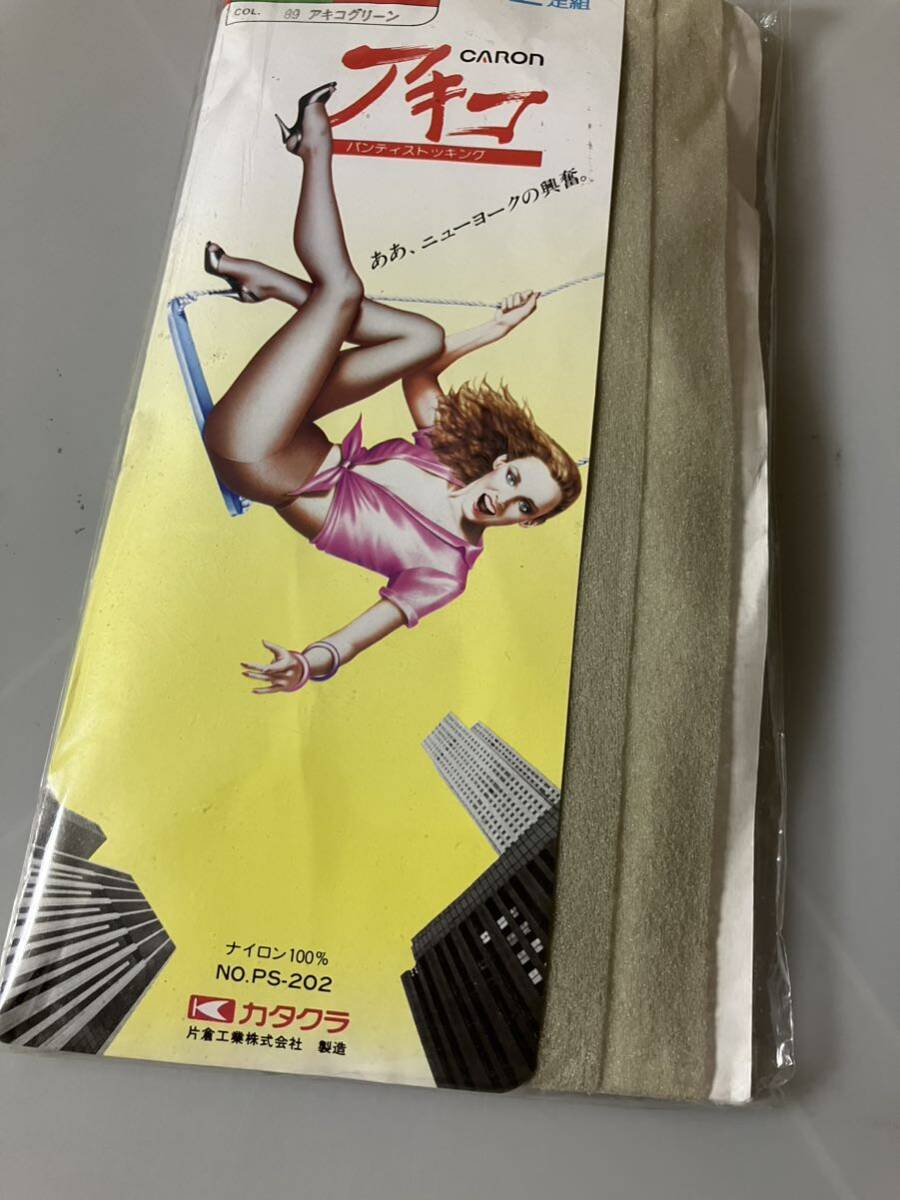 COL. 89 アキコグリーン
足組
CARON
アキコ
パンティストッキング
ああ、ニューヨークの興奮。
ナイロン100%
NO.PS-202
カタクラ
片倉工業株式会社 製造